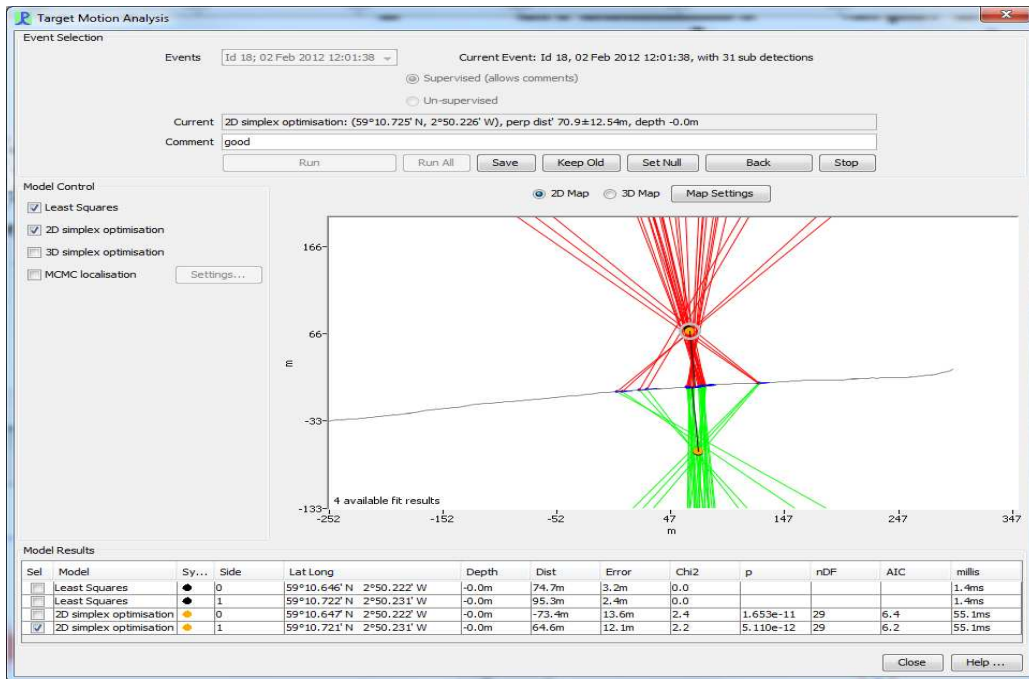 Target Motion Analysis
Event Selection
Events Id 18; 02 Feb 2012 12:01:38 Current Event: Id 18, 02 Feb 2012 12:01:38, with 31 sub detections
Supervised (allows comments)
Un-supervised
Current 2D simplex optimisation: (59°10.725' N, 2°50.226' W), perp dist' 70.9±12.54m, depth -0.0m
Comment good
Run Run All Save Keep Old Set Null Back Stop
Model Control
2D Map 3D Map Map Settings
Least Squares
2D simplex optimisation
3D simplex optimisation
MCMC localisation Settings...
166
66
m
-33
-133
4 available fit results
-252 -152 -52 47 147 247 347
m
Model Results
Sel Model Sy... Side Lat Long Depth Dist Error Chi2 p nDF AIC millis
Least Squares 0 59°10.646' N 2°50.222' W -0.0m 74.7m 3.2m 0.0 1.4ms
Least Squares 1 59°10.722' N 2°50.231' W -0.0m 95.3m 2.4m 0.0 1.4ms
2D simplex optimisation 0 59°10.647' N 2°50.222' W -0.0m -73.4m 13.6m 2.4 1.653e-11 29 6.4 55.1ms
2D simplex optimisation 1 59°10.721' N 2°50.231' W -0.0m 64.6m 12.1m 2.2 5.110e-12 29 6.2 55.1ms
Close Help ...